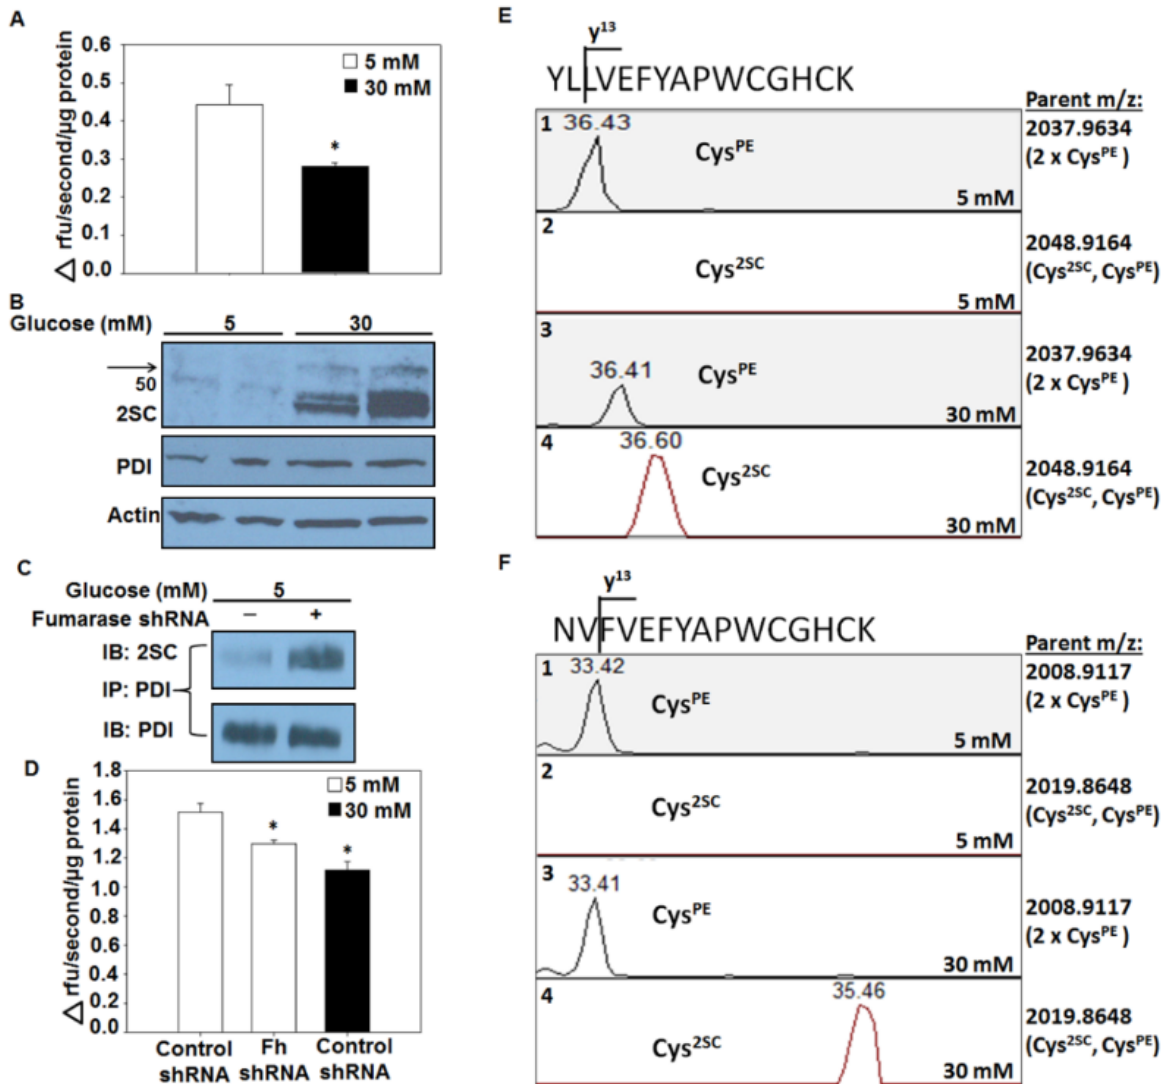 A
△ rfu/second/µg protein
0.6
0.5
0.4
0.3
0.2
0.1
0.0
5 mM
30 mM
*
B
Glucose (mM) 5 30
50
2SC
PDI
Actin
C
Glucose (mM) 5
Fumarase shRNA – +
IB: 2SC
IP: PDI
IB: PDI
D
△ rfu/second/µg protein
1.8
1.6
1.4
1.2
1.0
0.8
0.6
0.4
0.2
0.0
5 mM
30 mM
*
*
Control shRNA
Fh shRNA
Control shRNA
E
y13
YLLVEFYAPWCGHCK
Parent m/z:
1 36.43
CysPE
5 mM
2037.9634
(2 x CysPE )
2
Cys2SC
5 mM
2048.9164
(Cys2SC, CysPE)
3
36.41
CysPE
30 mM
2037.9634
(2 x CysPE )
4 36.60
Cys2SC
30 mM
2048.9164
(Cys2SC, CysPE)
F
y13
NVFVEFYAPWCGHCK
Parent m/z:
1 33.42
CysPE
5 mM
2008.9117
(2 x CysPE )
2
Cys2SC
5 mM
2019.8648
(Cys2SC, CysPE)
3
33.41
CysPE
30 mM
2008.9117
(2 x CysPE)
4 35.46
Cys2SC
30 mM
2019.8648
(Cys2SC, CysPE)